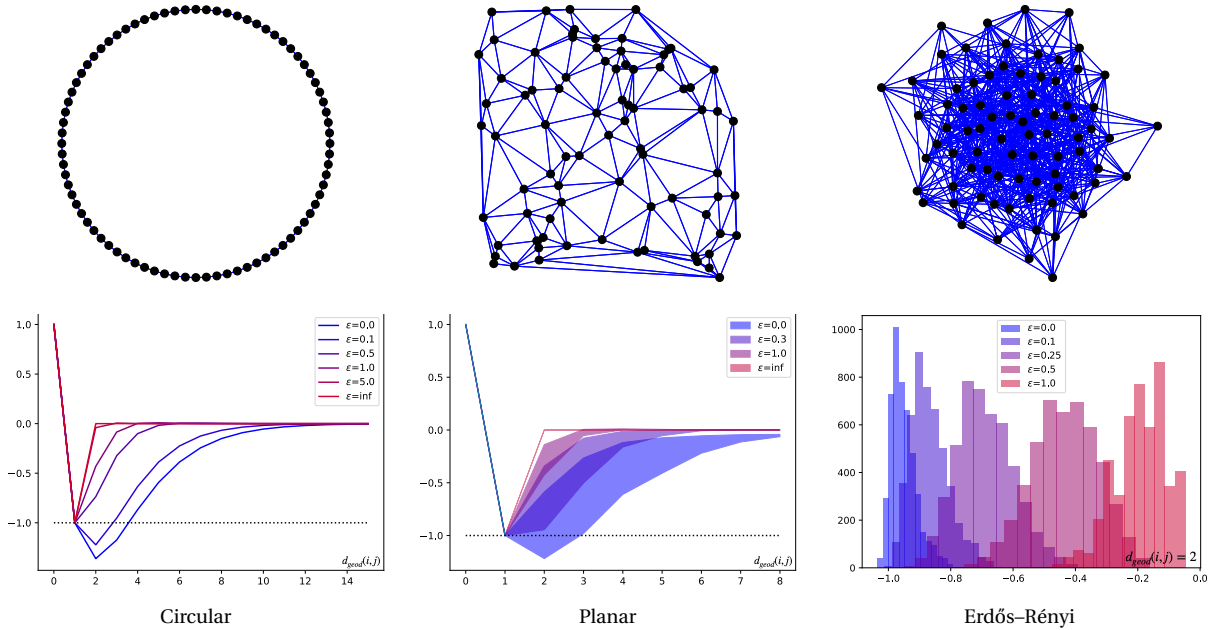 1.0
0.5
0.0
−0.5
−1.0
0 2 4 6 8 10 12 14
d_geod(i,j)
ε=0.0
ε=0.1
ε=0.5
ε=1.0
ε=5.0
ε=inf
Circular
1.0
0.5
0.0
−0.5
−1.0
0 1 2 3 4 5 6 7 8
d_geod(i,j)
ε=0.0
ε=0.3
ε=1.0
ε=inf
Planar
1000
800
600
400
200
0
−1.0 −0.8 −0.6 −0.4 −0.2 0.0
d_geod(i,j) = 2
ε=0.0
ε=0.1
ε=0.25
ε=0.5
ε=1.0
Erdős–Rényi